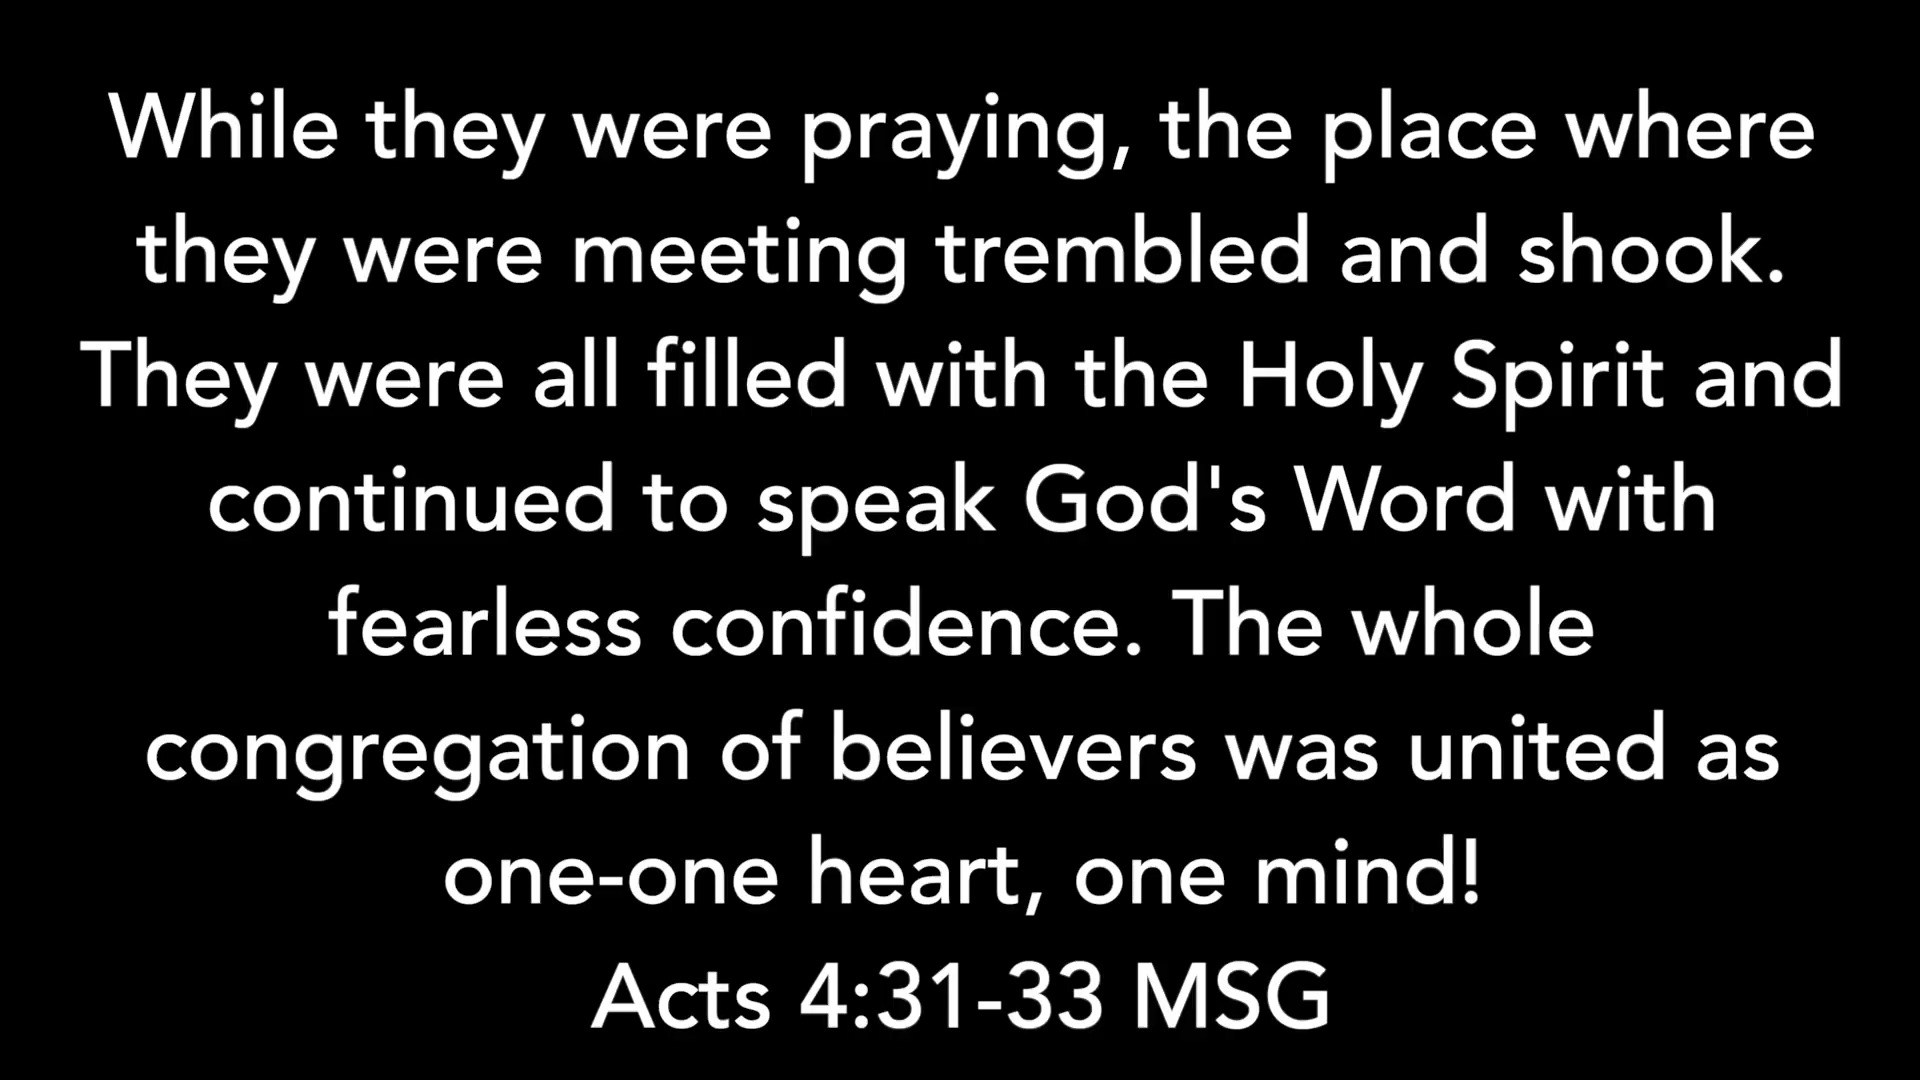 While they were praying, the place where
they were meeting trembled and shook.
They were all filled with the Holy Spirit and
continued to speak God's Word with
fearless confidence. The whole
congregation of believers was united as
one-one heart, one mind!
Acts 4:31-33 MSG